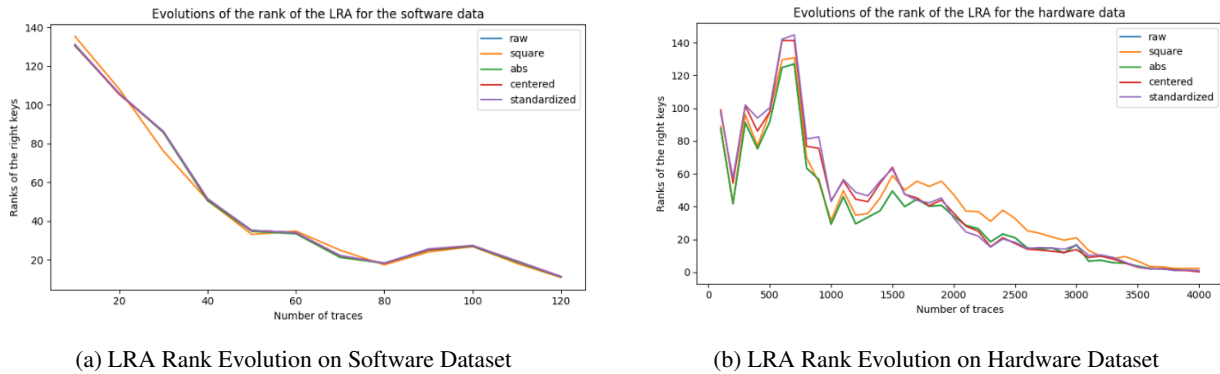 Evolutions of the rank of the LRA for the software data
140
120
100
80
60
40
20
Ranks of the right keys
raw
square
abs
centered
standardized
20
40
60
80
100
120
Number of traces
(a) LRA Rank Evolution on Software Dataset
Evolutions of the rank of the LRA for the hardware data
140
120
100
80
60
40
20
0
Ranks of the right keys
raw
square
abs
centered
standardized
0
500
1000
1500
2000
2500
3000
3500
4000
Number of traces
(b) LRA Rank Evolution on Hardware Dataset